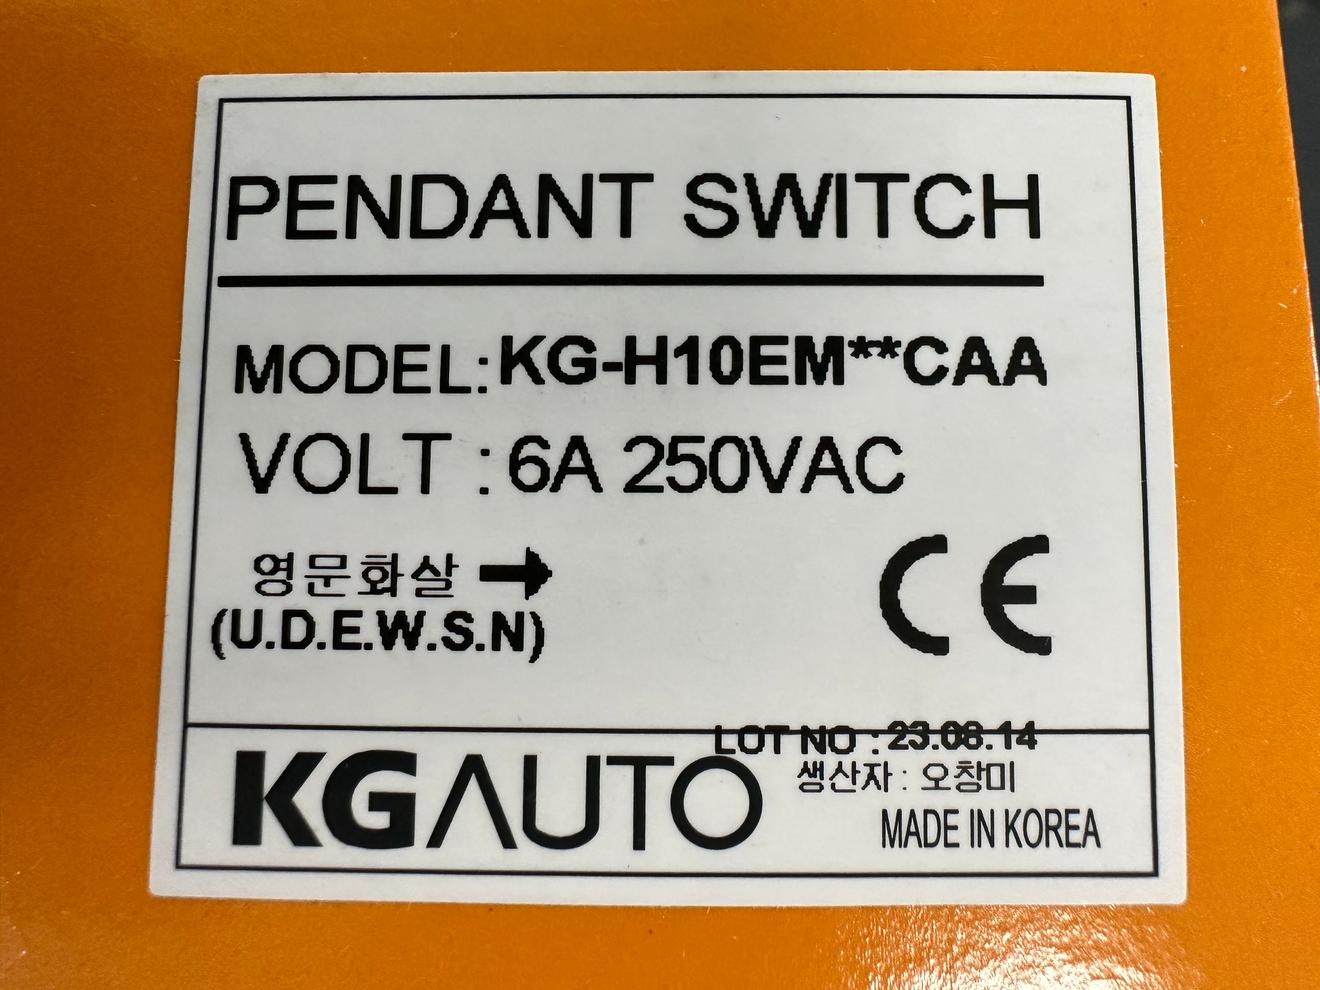 PENDANT SWITCH
MODEL:KG-H10EM**CAA
VOLT : 6A 250VAC
영문화살 →
(U.D.E.W.S.N)
CE
LOT NO : 23.08.14
생산자 : 오창미
KGAUTO
MADE IN KOREA